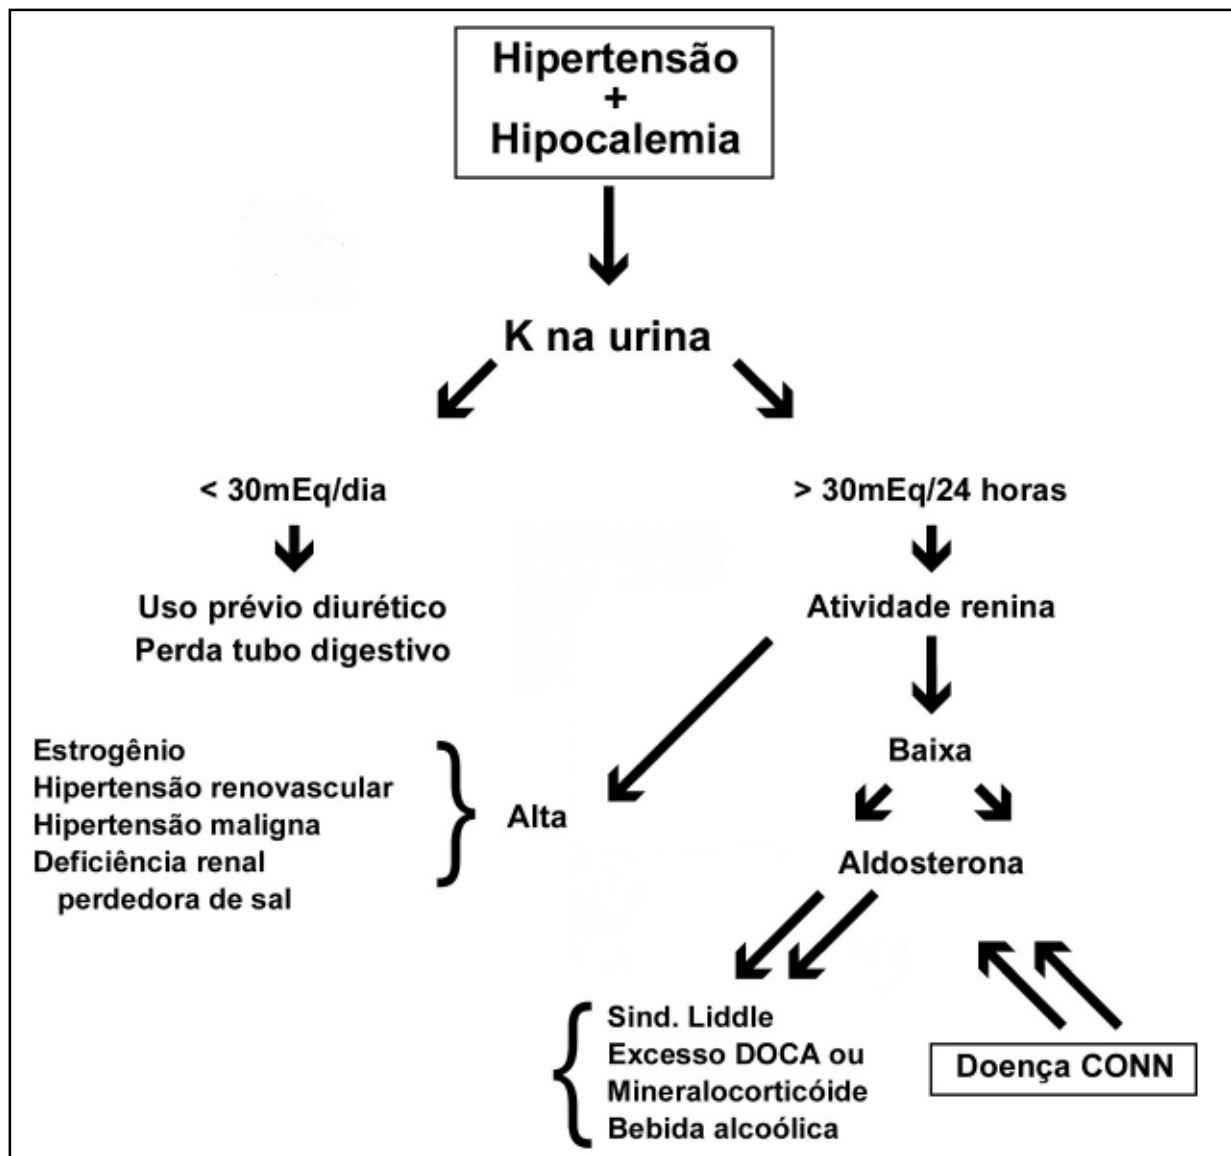 Hipertensão
+
Hipocalemia
K na urina
< 30mEq/dia
> 30mEq/24 horas
Uso prévio diurético
Perda tubo digestivo
Atividade renina
Estrogênio
Hipertensão renovascular
Hipertensão maligna
Deficiência renal
perdedora de sal
Alta
Baixa
Aldosterona
Sind. Liddle
Excesso DOCA ou
Mineralocorticóide
Bebida alcoólica
Doença CONN